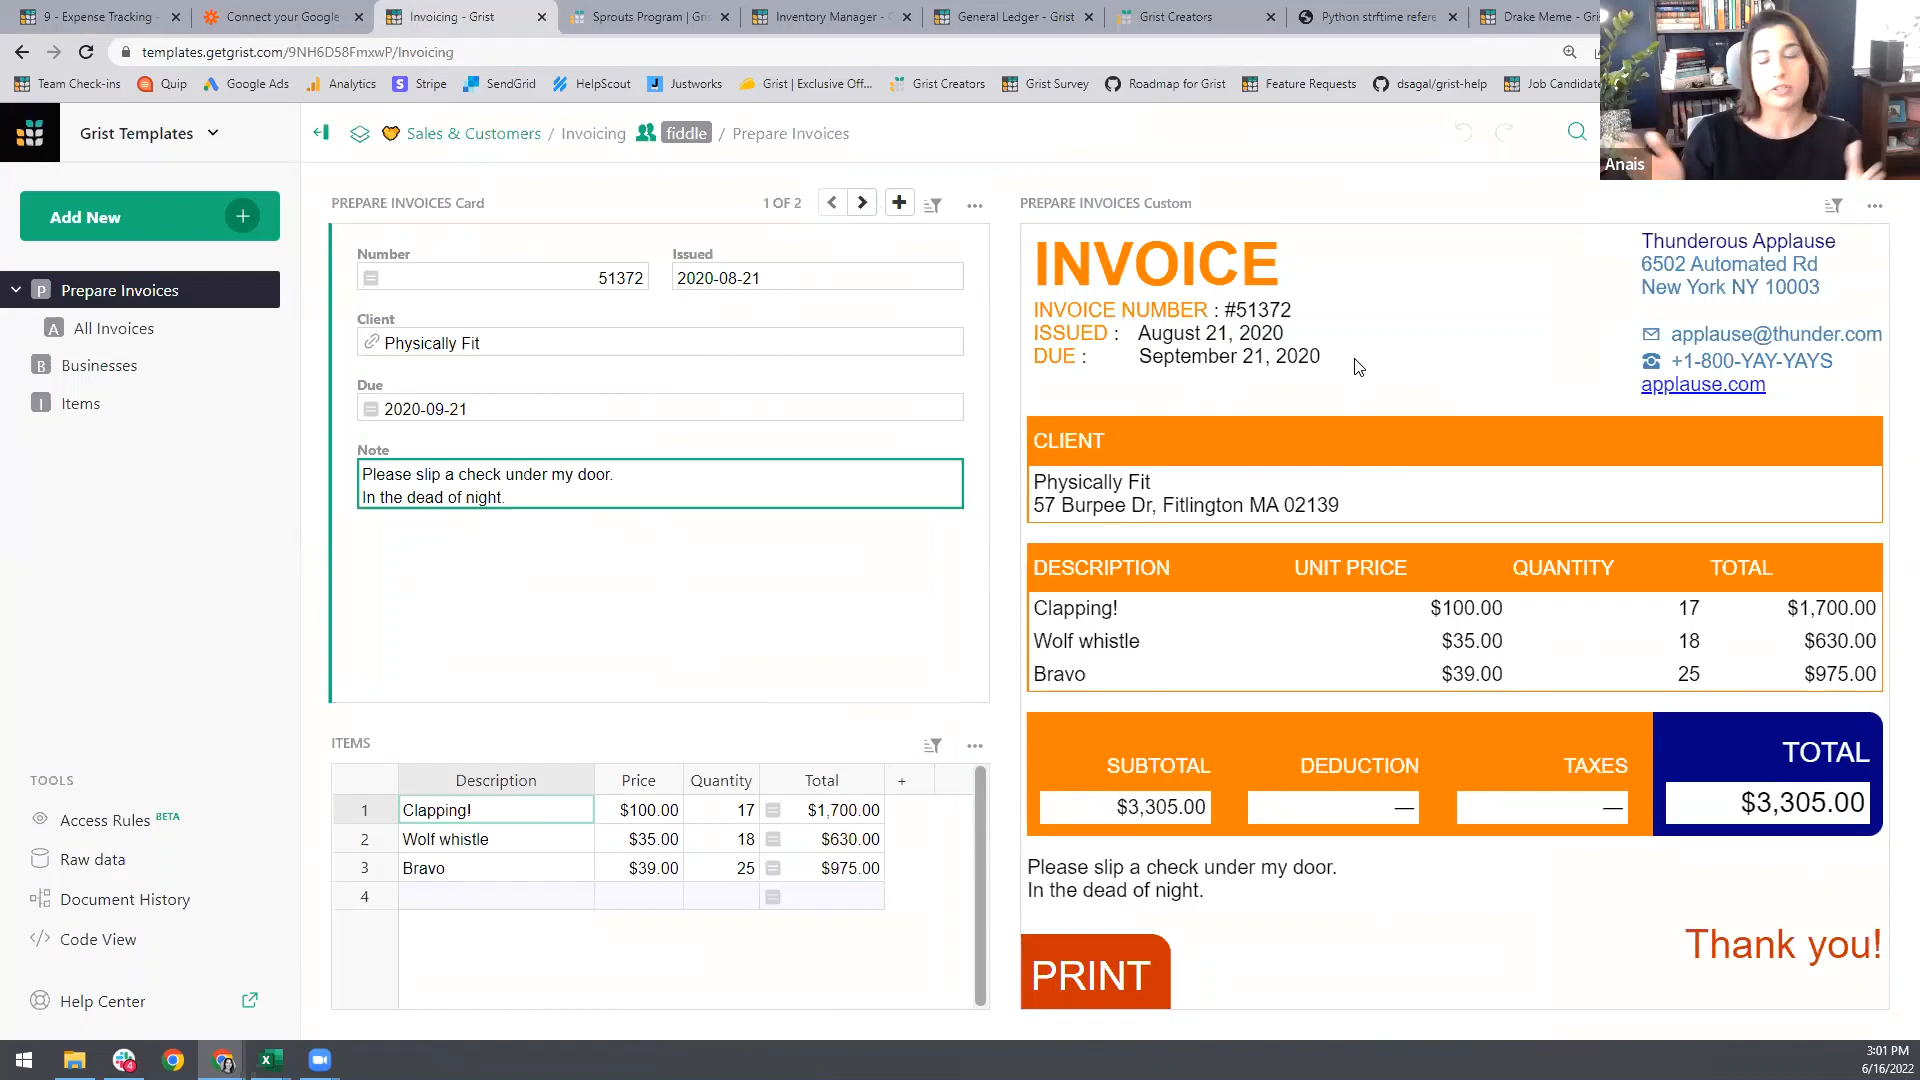 9 - Expense Tracking -
Connect your Google
Invoicing - Grist
Sprouts Program | Gris
Inventory Manager -
General Ledger - Grist
Grist Creators
Python strftime refere
Drake Meme - Gri
templates.getgrist.com/9NH6D58FmxwP/Invoicing
Team Check-ins
Quip
Google Ads
Analytics
Stripe
SendGrid
HelpScout
Justworks
Grist | Exclusive Off...
Grist Creators
Grist Survey
Roadmap for Grist
Feature Requests
dsagal/grist-help
Job Candidate
Anais
Grist Templates
Sales & Customers / Invoicing fiddle / Prepare Invoices
Add New
P Prepare Invoices
A All Invoices
B Businesses
I Items
TOOLS
Access Rules BETA
Raw data
Document History
Code View
Help Center
PREPARE INVOICES Card
1 OF 2
Number
51372
Issued
2020-08-21
Client
Physically Fit
Due
2020-09-21
Note
Please slip a check under my door.
In the dead of night.
ITEMS
Description Price Quantity Total +
1 Clapping! $100.00 17 $1,700.00
2 Wolf whistle $35.00 18 $630.00
3 Bravo $39.00 25 $975.00
4
PREPARE INVOICES Custom
INVOICE
INVOICE NUMBER : #51372
ISSUED : August 21, 2020
DUE : September 21, 2020
Thunderous Applause
6502 Automated Rd
New York NY 10003
applause@thunder.com
+1-800-YAY-YAYS
applause.com
CLIENT
Physically Fit
57 Burpee Dr, Fitlington MA 02139
DESCRIPTION UNIT PRICE QUANTITY TOTAL
Clapping! $100.00 17 $1,700.00
Wolf whistle $35.00 18 $630.00
Bravo $39.00 25 $975.00
SUBTOTAL DEDUCTION TAXES TOTAL
$3,305.00 — — $3,305.00
Please slip a check under my door.
In the dead of night.
Thank you!
PRINT
3:01 PM
6/16/2022